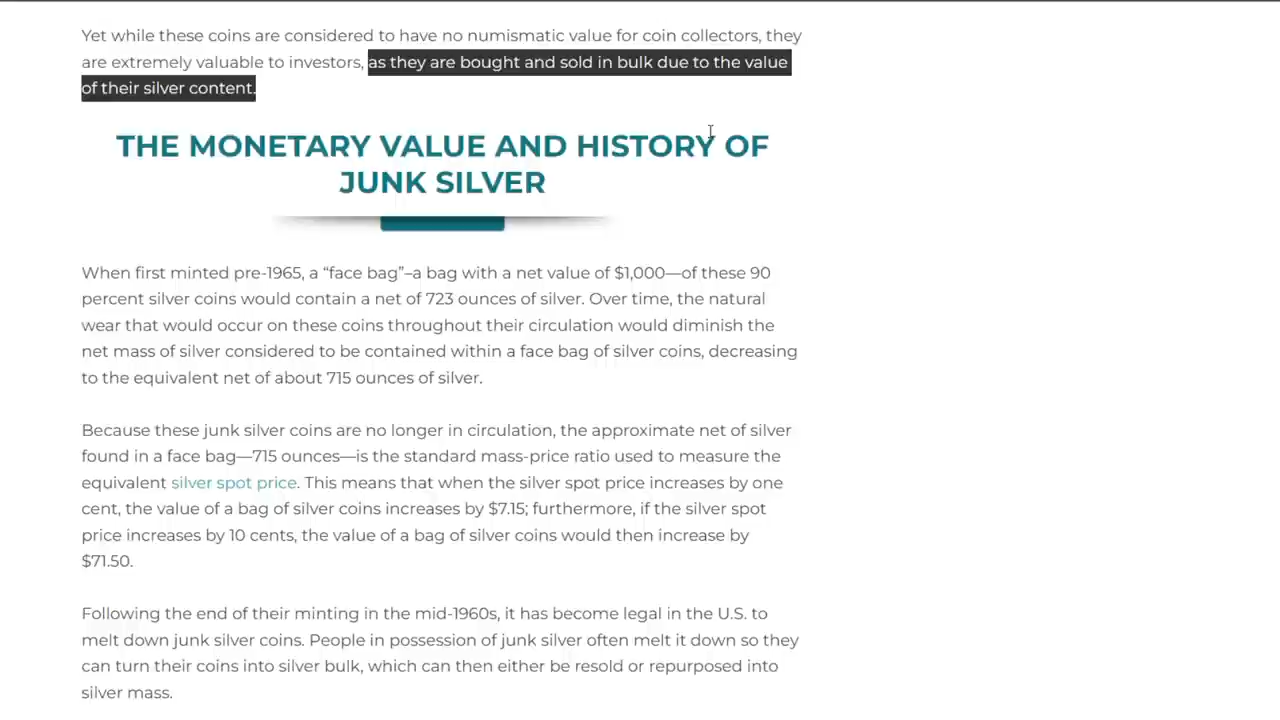 Yet while these coins are considered to have no numismatic value for coin collectors, they
are extremely valuable to investors, as they are bought and sold in bulk due to the value
of their silver content.
THE MONETARY VALUE AND HISTORY OF
JUNK SILVER
When first minted pre-1965, a “face bag”–a bag with a net value of $1,000—of these 90
percent silver coins would contain a net of 723 ounces of silver. Over time, the natural
wear that would occur on these coins throughout their circulation would diminish the
net mass of silver considered to be contained within a face bag of silver coins, decreasing
to the equivalent net of about 715 ounces of silver.
Because these junk silver coins are no longer in circulation, the approximate net of silver
found in a face bag—715 ounces—is the standard mass-price ratio used to measure the
equivalent silver spot price. This means that when the silver spot price increases by one
cent, the value of a bag of silver coins increases by $7.15; furthermore, if the silver spot
price increases by 10 cents, the value of a bag of silver coins would then increase by
$71.50.
Following the end of their minting in the mid-1960s, it has become legal in the U.S. to
melt down junk silver coins. People in possession of junk silver often melt it down so they
can turn their coins into silver bulk, which can then either be resold or repurposed into
silver mass.